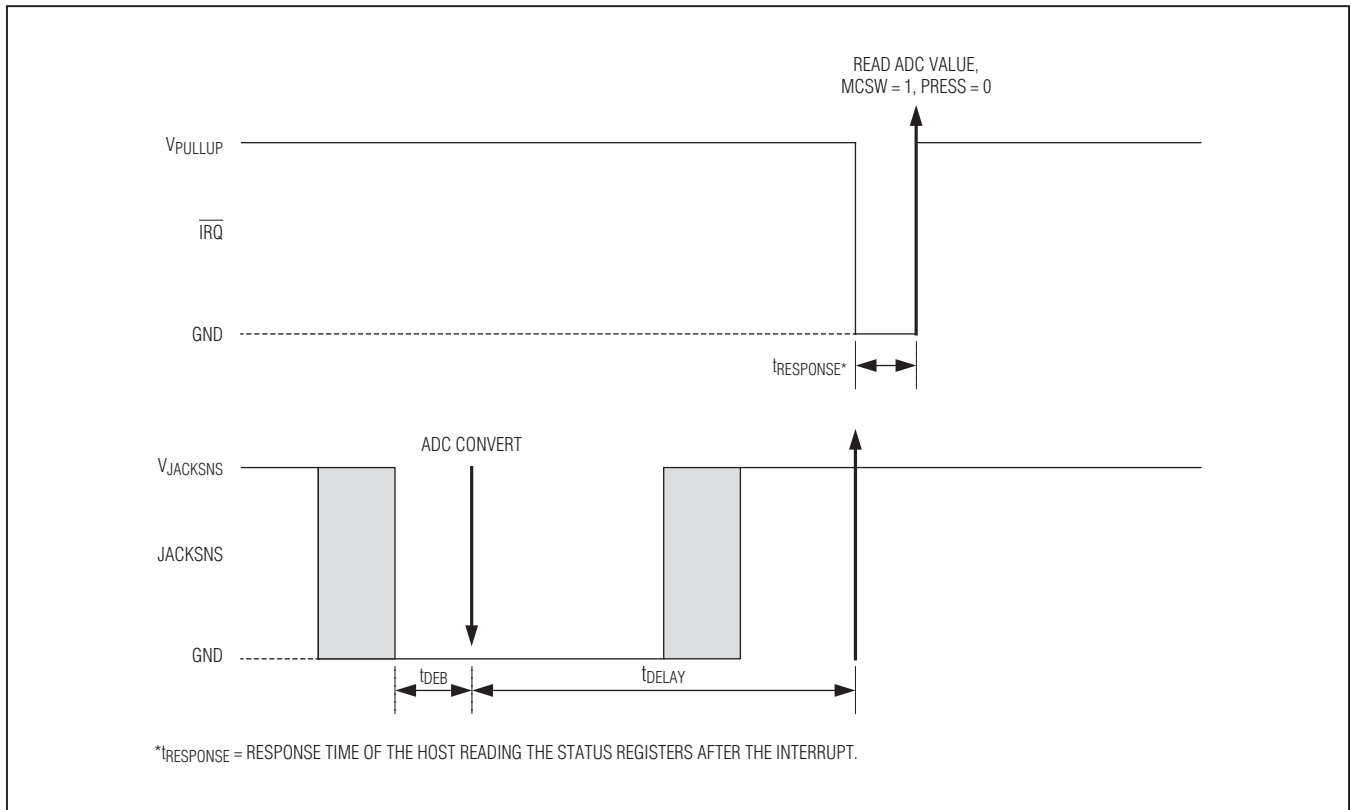 READ ADC VALUE,
MCSW = 1, PRESS = 0
VPULLUP
IRQ
GND
tRESPONSE*
ADC CONVERT
VJACKSNS
JACKSNS
GND
tDEB
tDELAY
*tRESPONSE = RESPONSE TIME OF THE HOST READING THE STATUS REGISTERS AFTER THE INTERRUPT.